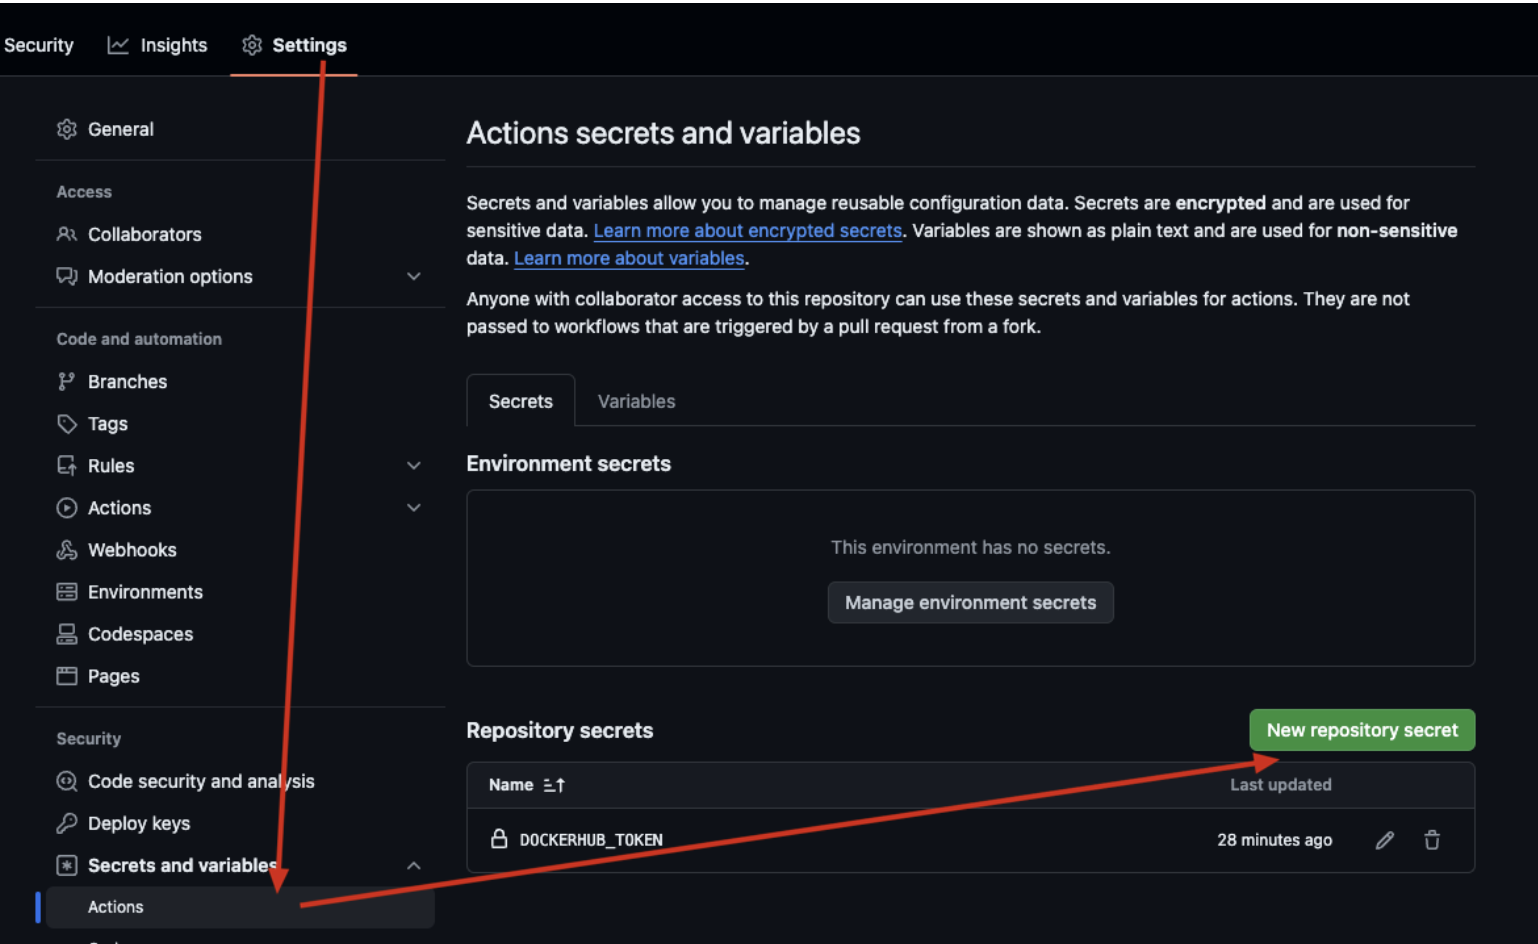 Security
Insights
Settings
General
Access
Collaborators
Moderation options
Code and automation
Branches
Tags
Rules
Actions
Webhooks
Environments
Codespaces
Pages
Security
Code security and analysis
Deploy keys
Secrets and variables
Actions
Actions secrets and variables
Secrets and variables allow you to manage reusable configuration data. Secrets are encrypted and are used for
sensitive data. Learn more about encrypted secrets. Variables are shown as plain text and are used for non-sensitive
data. Learn more about variables.
Anyone with collaborator access to this repository can use these secrets and variables for actions. They are not
passed to workflows that are triggered by a pull request from a fork.
Secrets
Variables
Environment secrets
This environment has no secrets.
Manage environment secrets
Repository secrets
New repository secret
Name
Last updated
DOCKERHUB_TOKEN
28 minutes ago